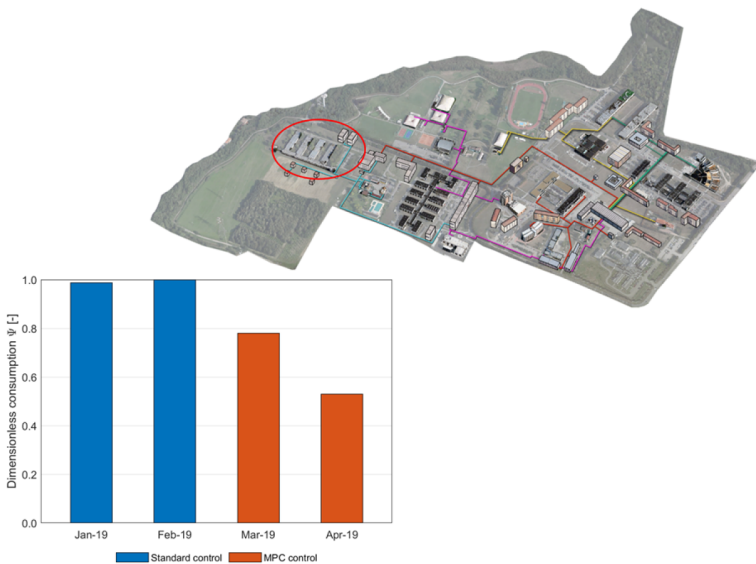 Dimensionless consumption Ψ [-]
1.0
0.8
0.6
0.4
0.2
0.0
Jan-19 Feb-19 Mar-19 Apr-19
Standard control MPC control